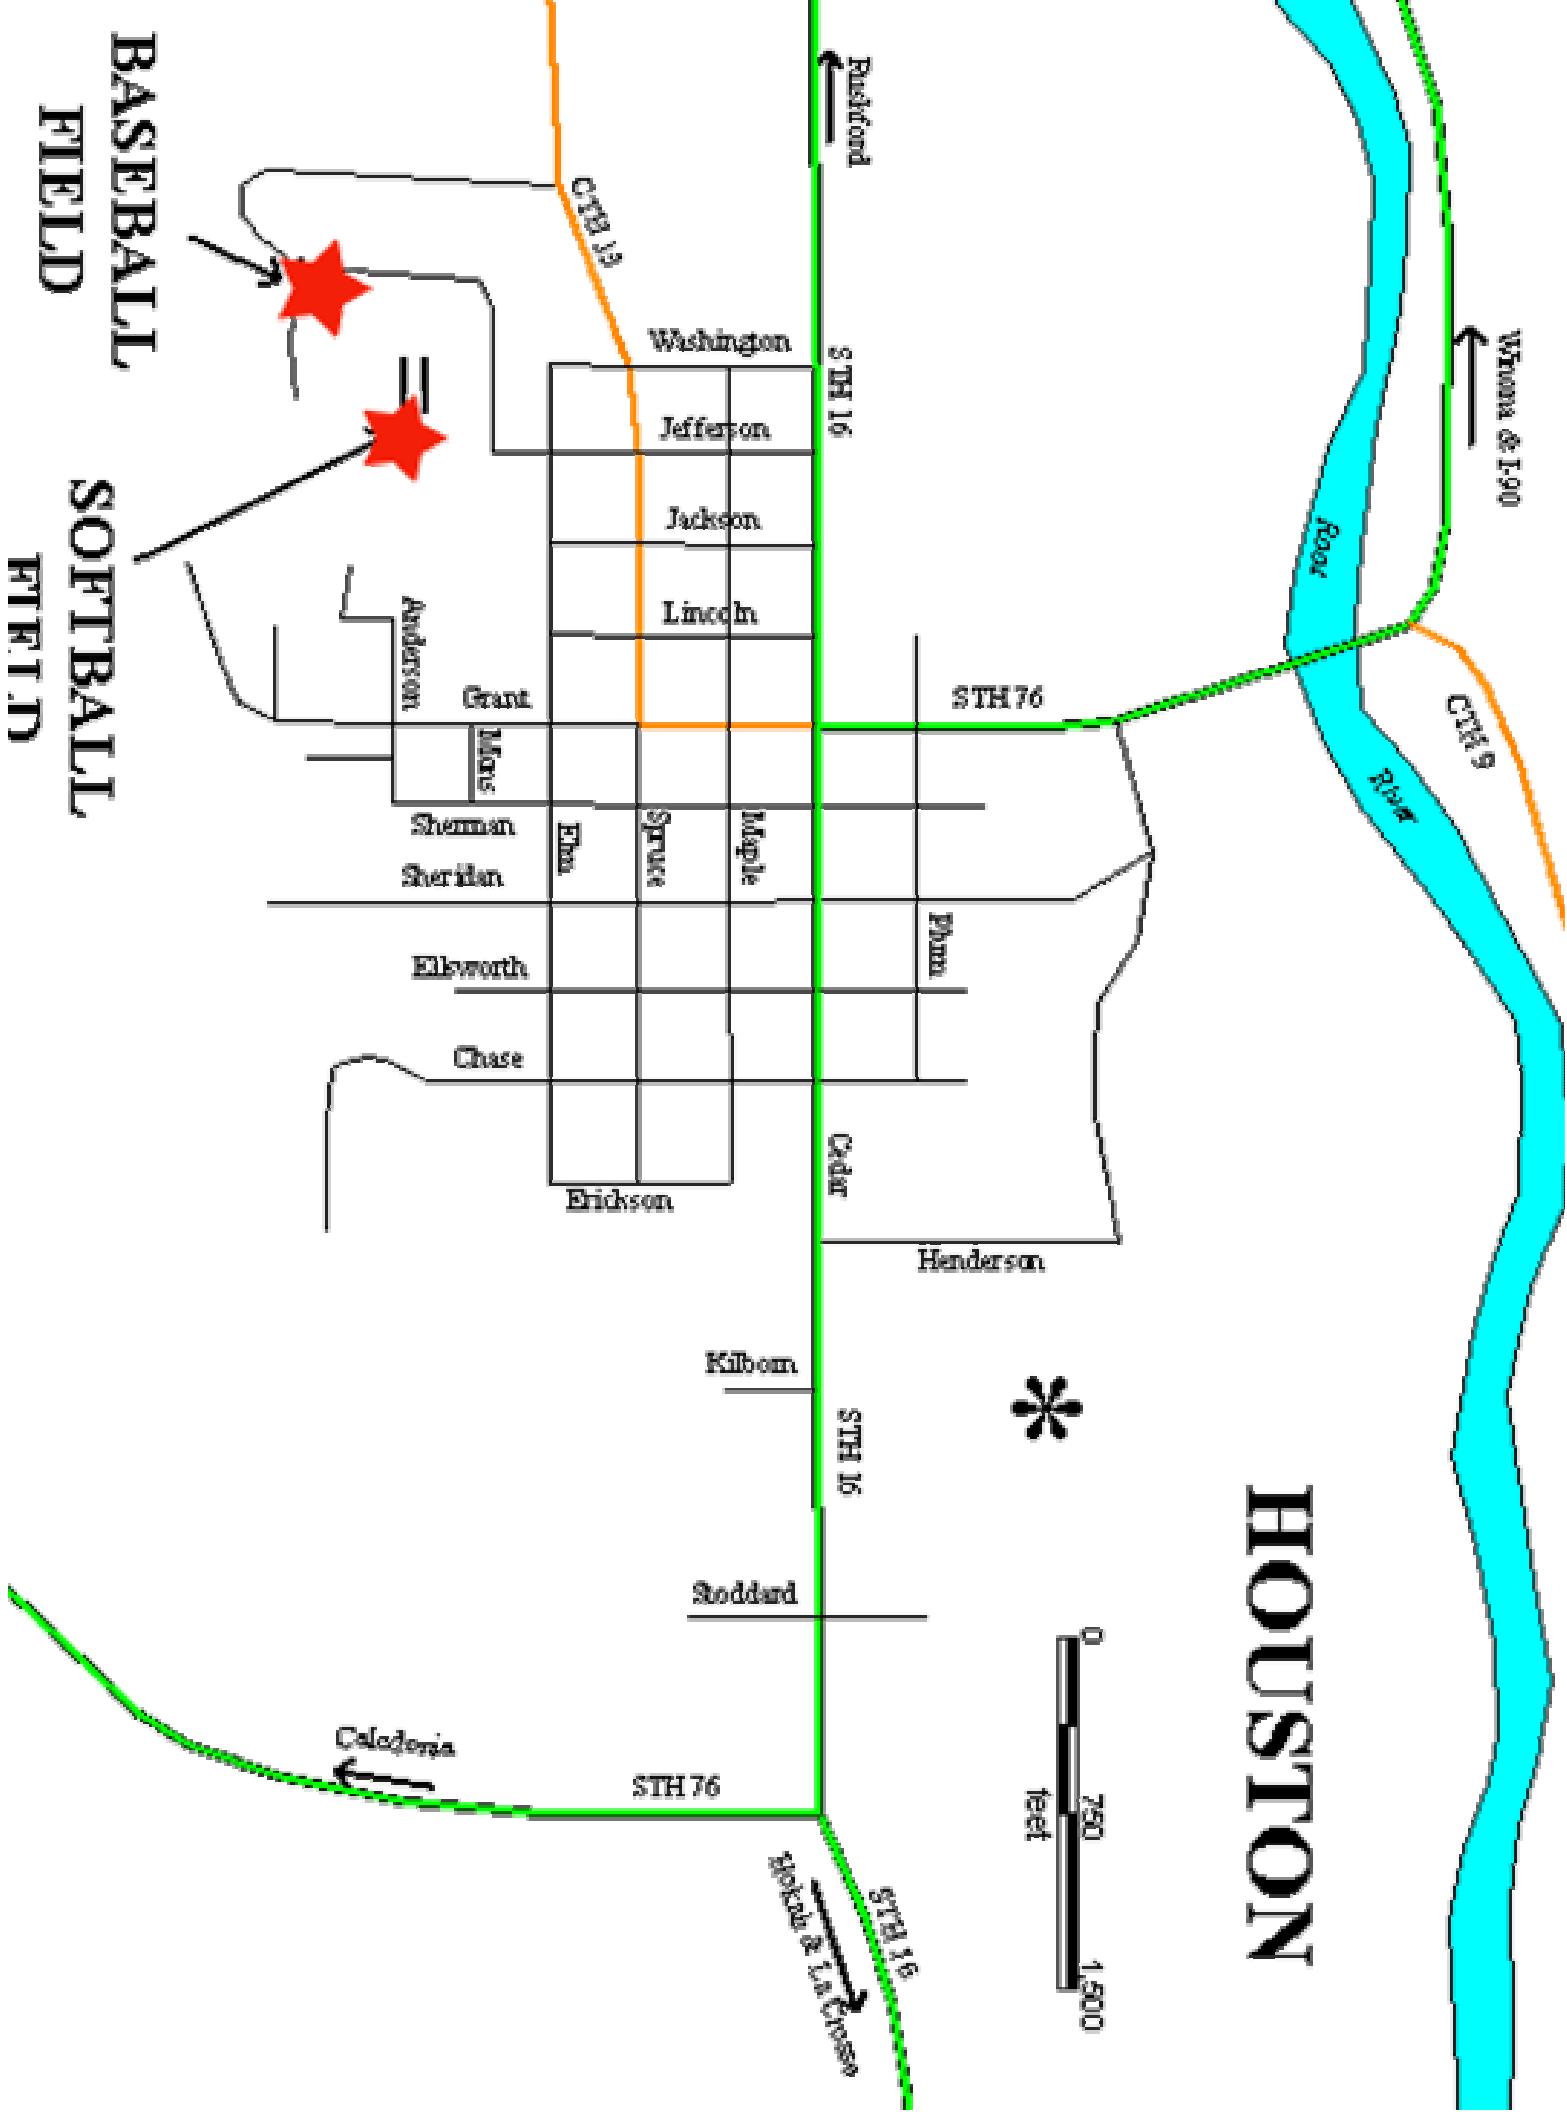 HOUSTON
0 750 1,500
feet
*
Winona & I-90
Root
River
CTH 9
Rushford
STH 16
STH 76
Plum
Cedar
Henderson
STH 16
STH 16
Hokah & La Crosse
STH 76
Caledonia
Stoddard
Kilborn
Erickson
Chase
Ellsworth
Sheridan
Sherman
Elm
Spruce
Maple
Mons
Grant
Anderson
Lincoln
Jackson
Jefferson
Washington
CTH 13
BASEBALL
FIELD
SOFTBALL
FIELD